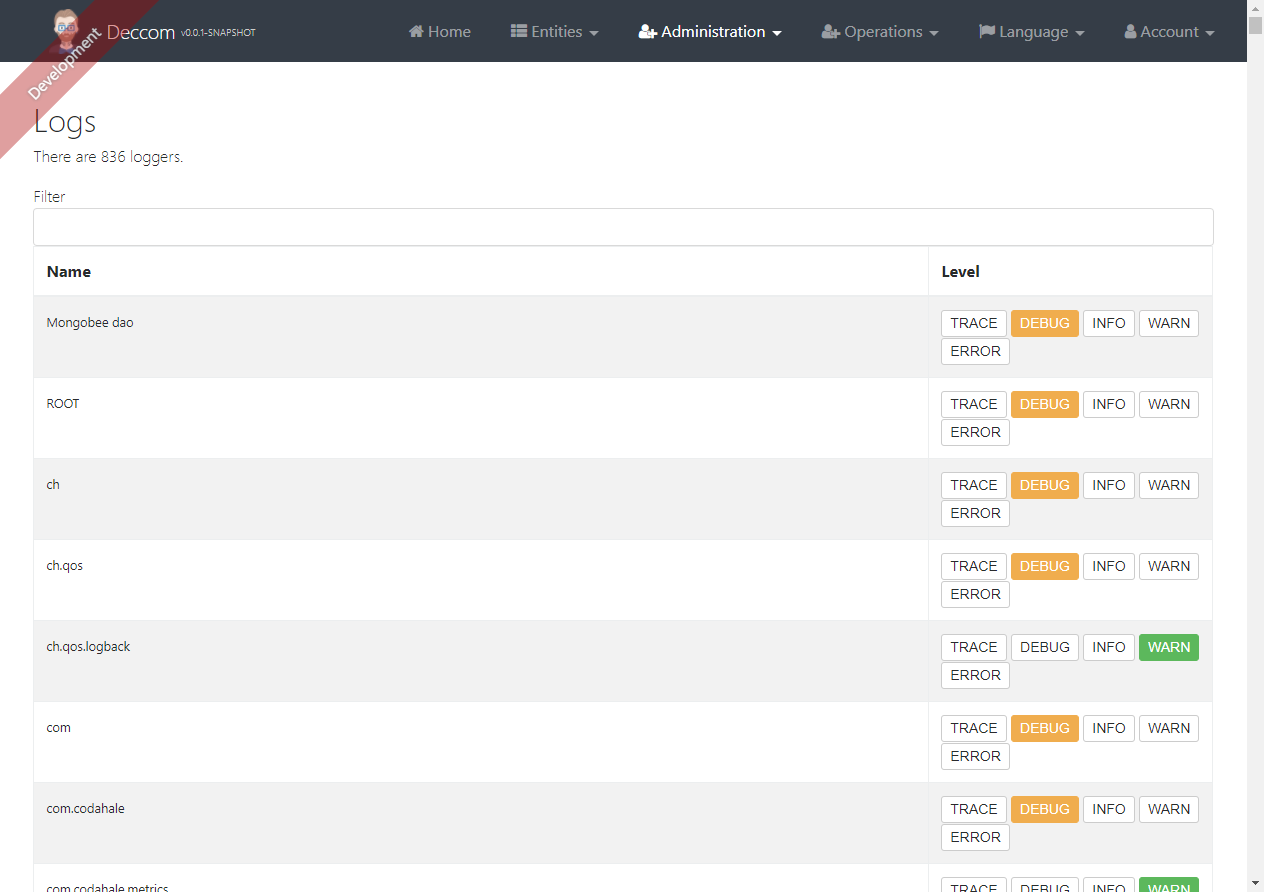 Development
Deccom v0.0.1-SNAPSHOT Home Entities Administration Operations Language Account
Logs
There are 836 loggers.
Filter
Name Level
Mongobee dao TRACE DEBUG INFO WARN
ERROR
ROOT TRACE DEBUG INFO WARN
ERROR
ch TRACE DEBUG INFO WARN
ERROR
ch.qos TRACE DEBUG INFO WARN
ERROR
ch.qos.logback TRACE DEBUG INFO WARN
ERROR
com TRACE DEBUG INFO WARN
ERROR
com.codahale TRACE DEBUG INFO WARN
ERROR
com.codahale.metrics TRACE DEBUG INFO WARN